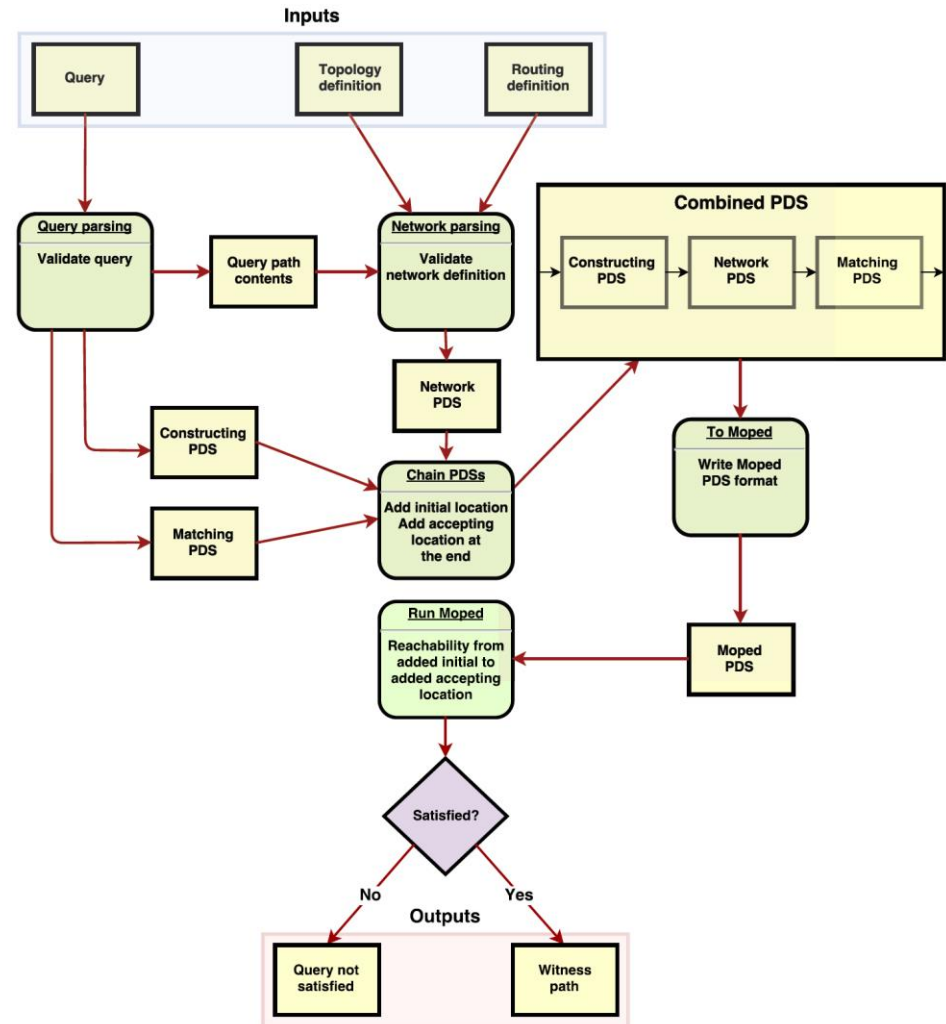 Inputs
Query
Topology
definition
Routing
definition
Query parsing
Validate query
Query path
contents
Network parsing
Validate
network definition
Combined PDS
Constructing
PDS
Network
PDS
Matching
PDS
Network
PDS
Constructing
PDS
Matching
PDS
Chain PDSs
Add initial location
Add accepting
location at
the end
To Moped
Write Moped
PDS format
Moped
PDS
Run Moped
Reachability from
added initial to
added accepting
location
Satisfied?
No
Yes
Outputs
Query not
satisfied
Witness
path